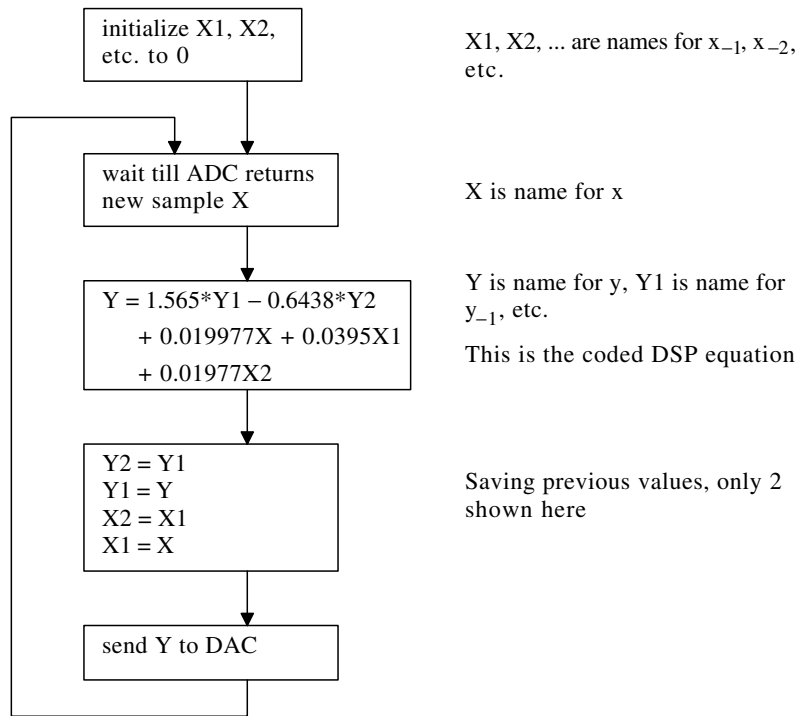 initialize X1, X2,
etc. to 0
X1, X2, ... are names for x₋₁, x₋₂,
etc.
wait till ADC returns
new sample X
X is name for x
Y = 1.565*Y1 − 0.6438*Y2
+ 0.019977X + 0.0395X1
+ 0.01977X2
Y is name for y, Y1 is name for
y₋₁, etc.
This is the coded DSP equation
Y2 = Y1
Y1 = Y
X2 = X1
X1 = X
Saving previous values, only 2
shown here
send Y to DAC